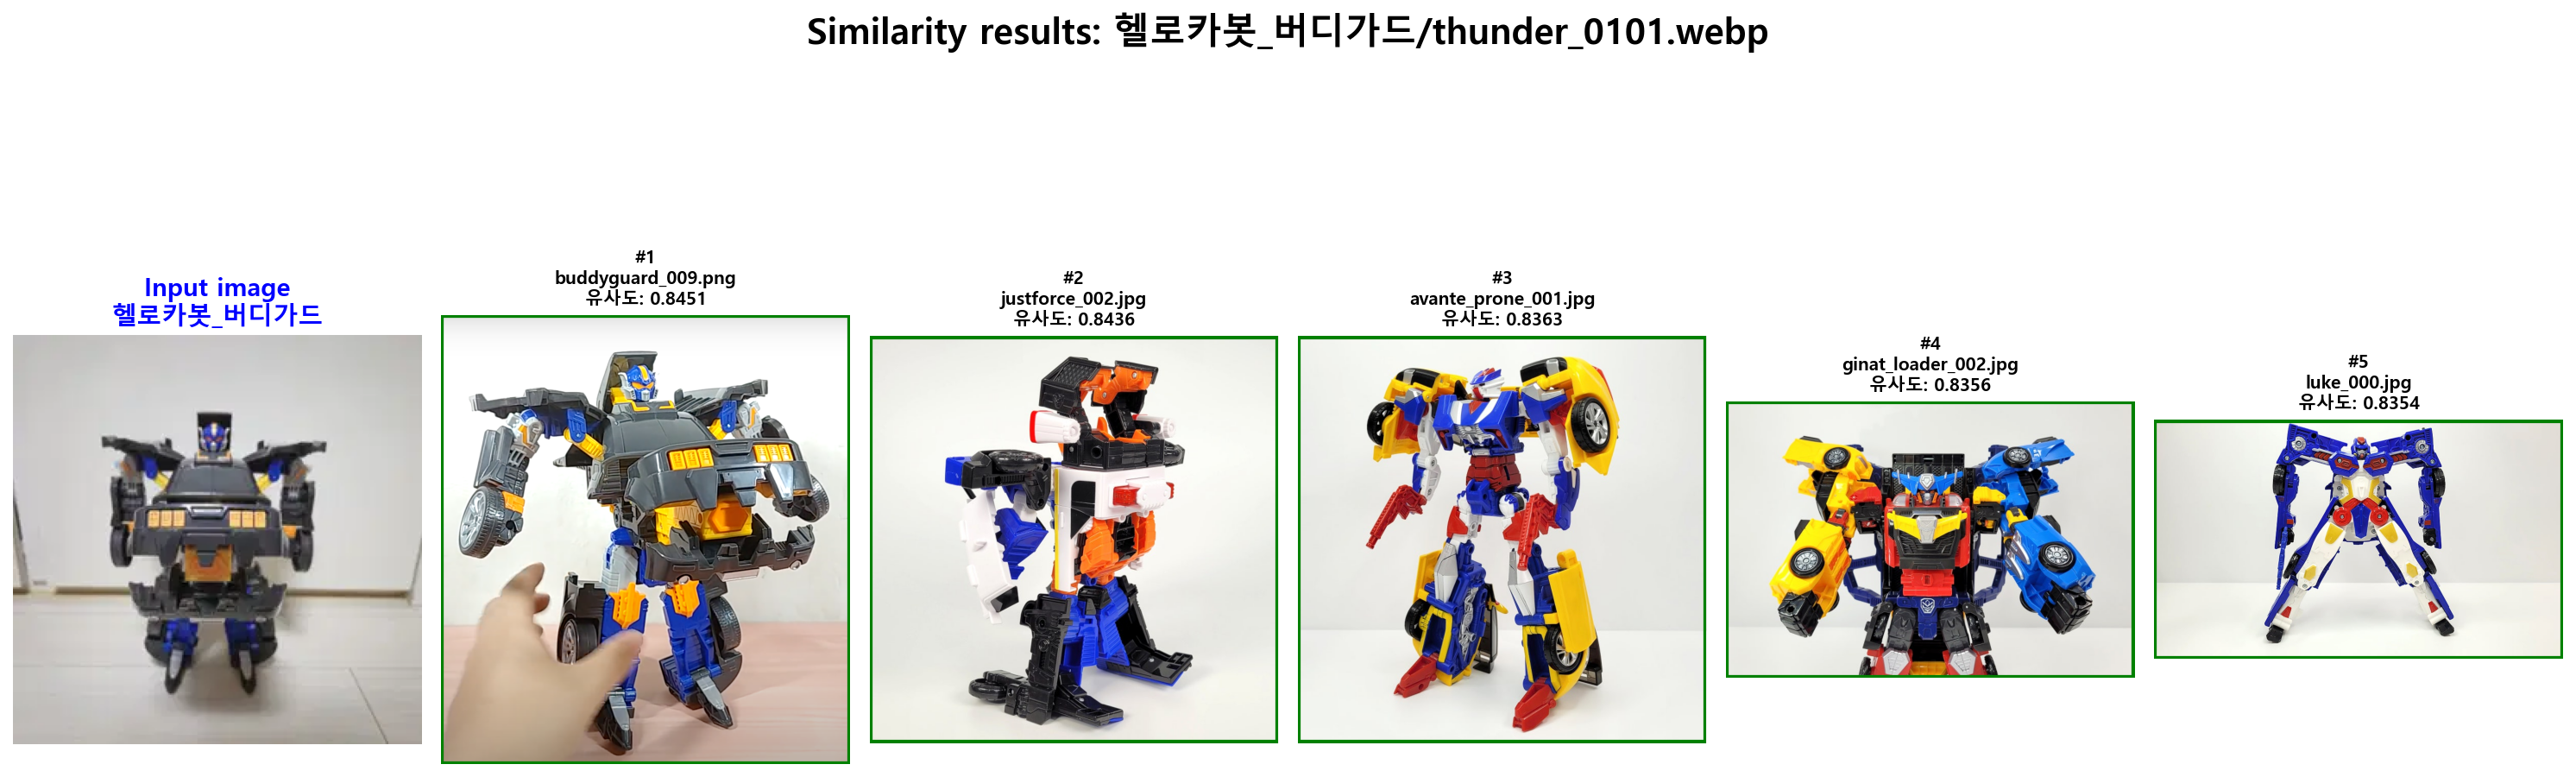 Similarity results: 헬로카봇_버디가드/thunder_0101.webp
Input image
헬로카봇_버디가드
#1
buddyguard_009.png
유사도: 0.8451
#2
justforce_002.jpg
유사도: 0.8436
#3
avante_prone_001.jpg
유사도: 0.8363
#4
ginat_loader_002.jpg
유사도: 0.8356
#5
luke_000.jpg
유사도: 0.8354